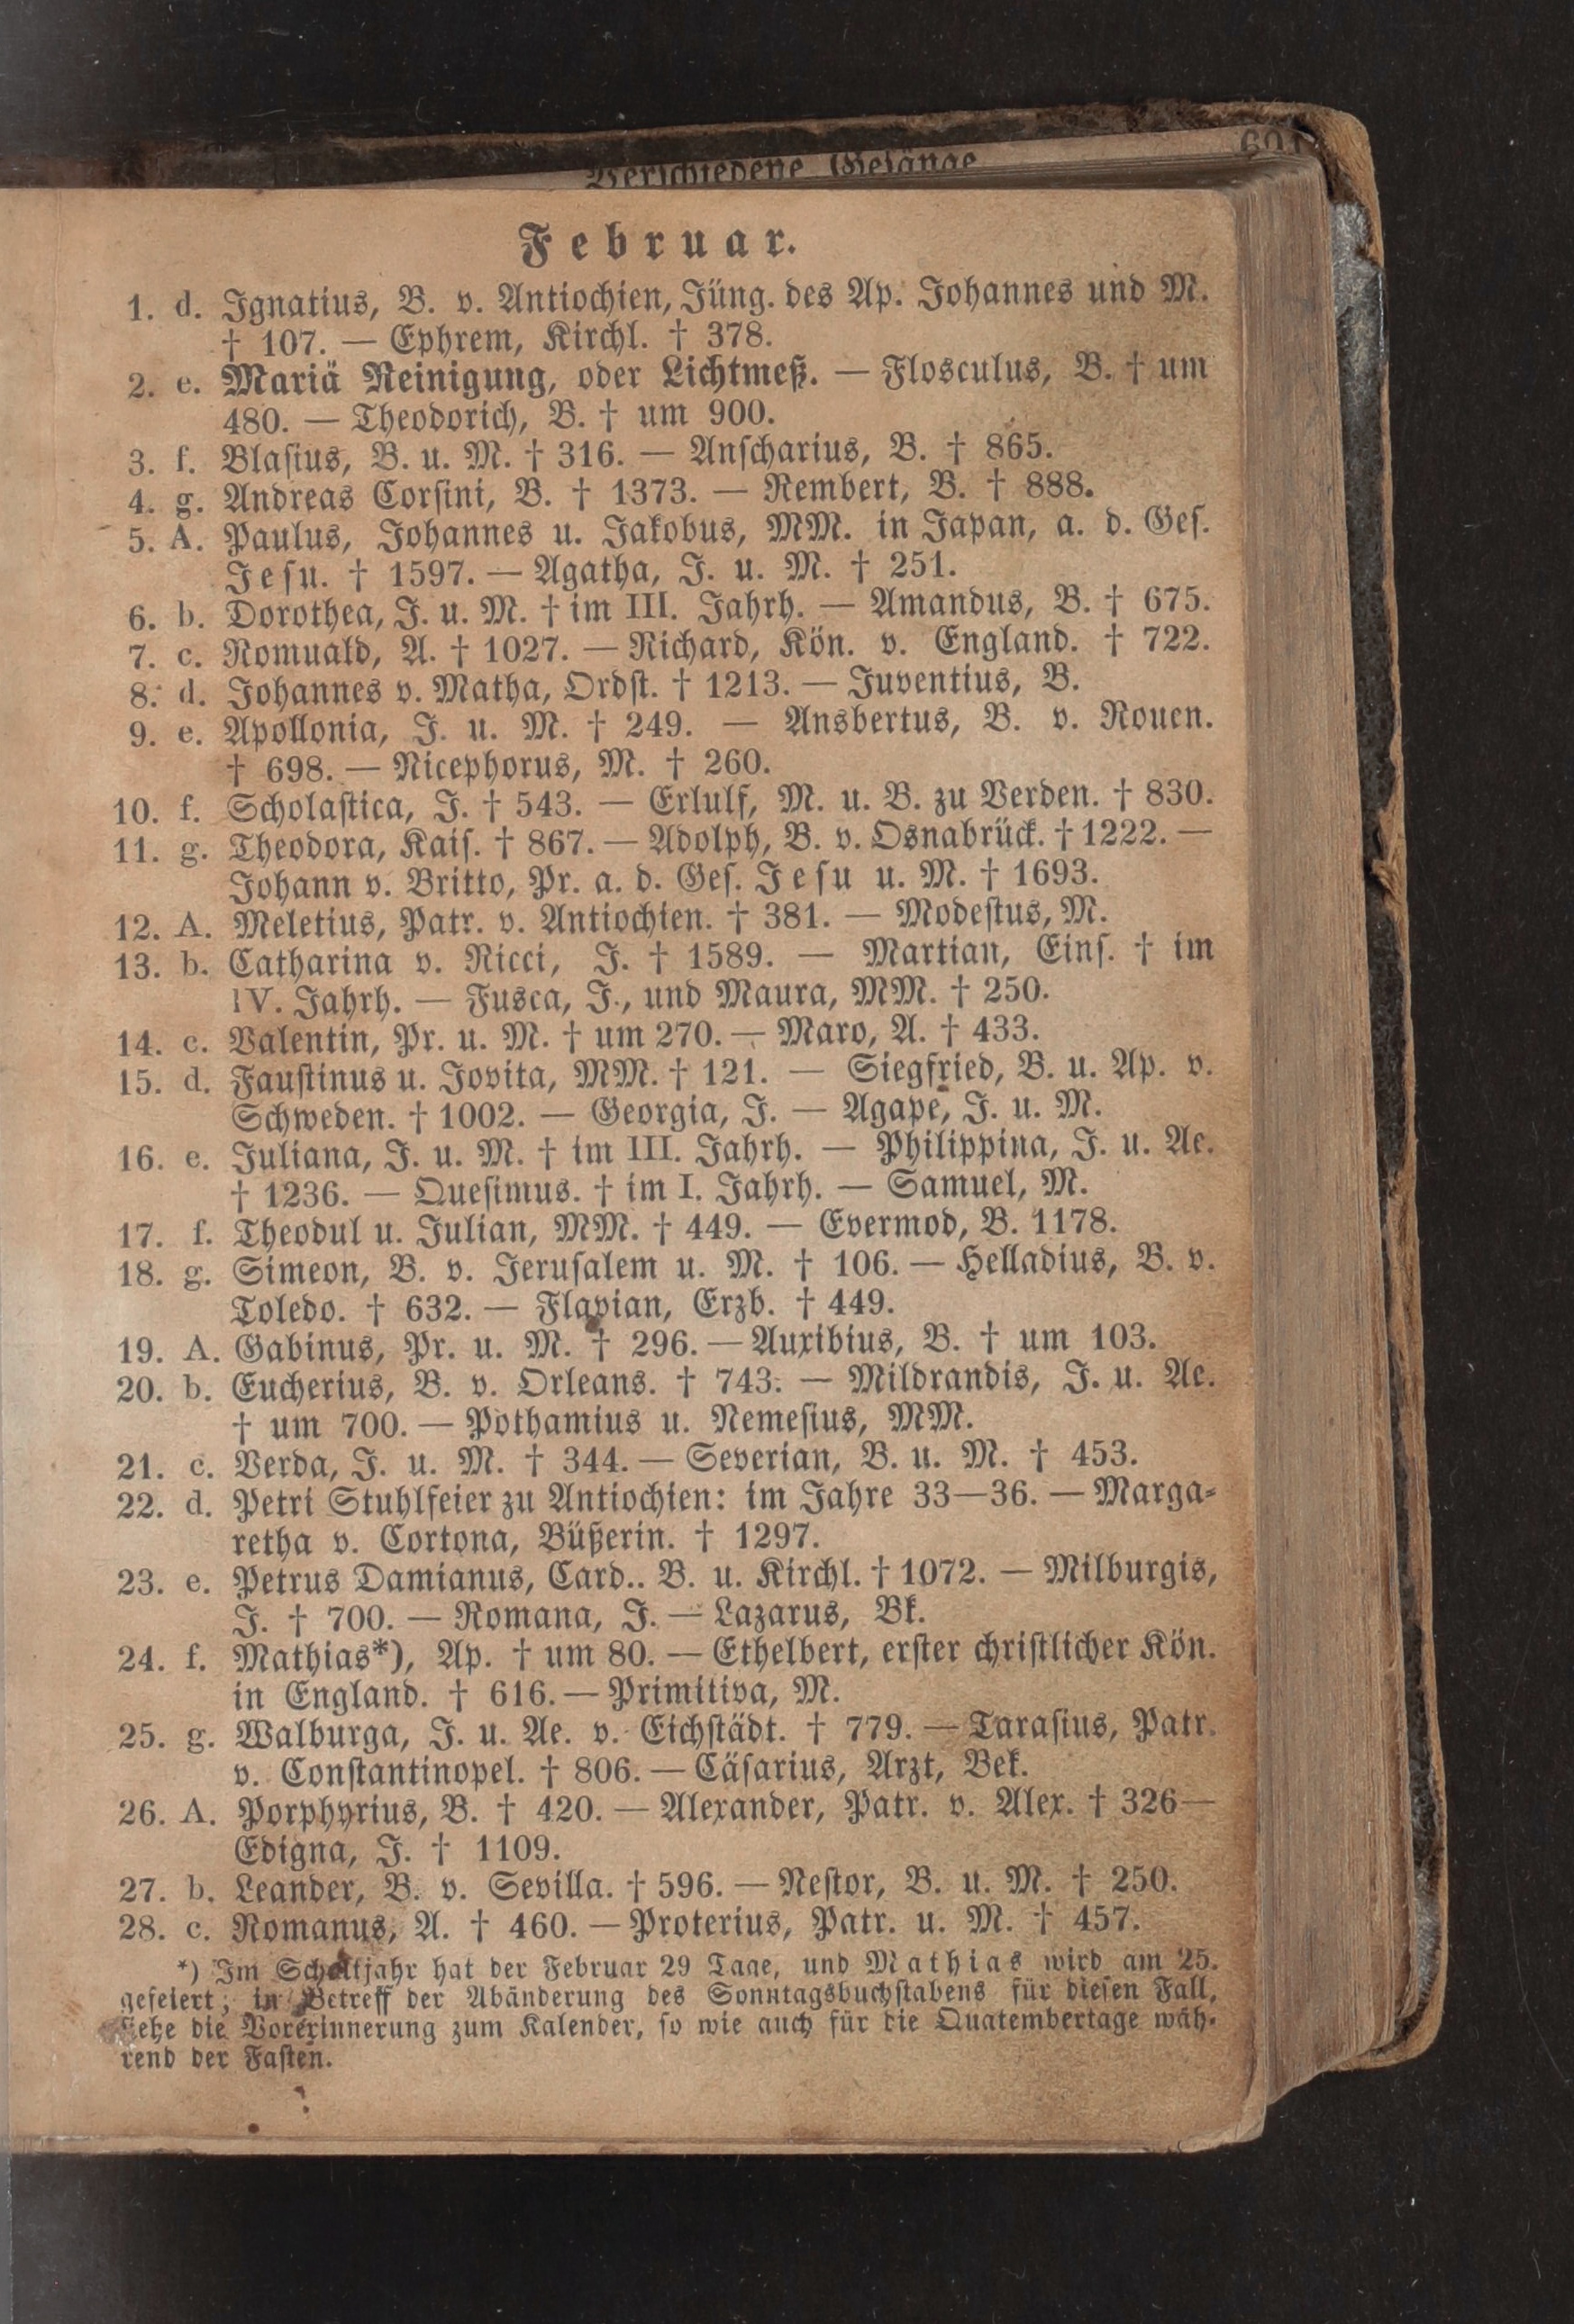 Verschiedene Gesänge
Februar.
1. d. Ignatius, B. v. Antiochien, Jüng. des Ap. Johannes und M.
† 107. — Ephrem, Kirchl. † 378.
2. e. Mariä Reinigung, oder Lichtmeß. — Flosculus, B. † um
480. — Theodorich, B. † um 900.
3. f. Blasius, B. u. M. † 316. — Anscharius, B. † 865.
4. g. Andreas Corsini, B. † 1373. — Rembert, B. † 888.
5. A. Paulus, Johannes u. Jakobus, MM. in Japan, a. d. Ges.
Jesu. † 1597. — Agatha, J. u. M. † 251.
6. b. Dorothea, J. u. M. † im III. Jahrh. — Amandus, B. † 675.
7. c. Romuald, A. † 1027. — Richard, Kön. v. England. † 722.
8. d. Johannes v. Matha, Ordst. † 1213. — Juventius, B.
9. e. Apollonia, J. u. M. † 249. — Ansbertus, B. v. Rouen.
† 698. — Nicephorus, M. † 260.
10. f. Scholastica, J. † 543. — Erlulf, M. u. B. zu Verden. † 830.
11. g. Theodora, Kais. † 867. — Adolph, B. v. Osnabrück. † 1222. —
Johann v. Britto, Pr. a. d. Ges. Jesu u. M. † 1693.
12. A. Meletius, Patr. v. Antiochien. † 381. — Modestus, M.
13. b. Catharina v. Ricci, J. † 1589. — Martian, Eins. † im
IV. Jahrh. — Fusca, J., und Maura, MM. † 250.
14. c. Valentin, Pr. u. M. † um 270. — Maro, A. † 433.
15. d. Faustinus u. Jovita, MM. † 121. — Siegfried, B. u. Ap. v.
Schweden. † 1002. — Georgia, J. — Agape, J. u. M.
16. e. Juliana, J. u. M. † im III. Jahrh. — Philippina, J. u. Ae.
† 1236. — Quesimus. † im I. Jahrh. — Samuel, M.
17. f. Theodul u. Julian, MM. † 449. — Evermod, B. 1178.
18. g. Simeon, B. v. Jerusalem u. M. † 106. — Helladius, B. v.
Toledo. † 632. — Flavian, Erzb. † 449.
19. A. Gabinus, Pr. u. M. † 296. — Auxibius, B. † um 103.
20. b. Eucherius, B. v. Orleans. † 743. — Mildrandis, J. u. Ae.
† um 700. — Pothamius u. Nemesius, MM.
21. c. Verda, J. u. M. † 344. — Severian, B. u. M. † 453.
22. d. Petri Stuhlfeier zu Antiochien: im Jahre 33—36. — Marga-
retha v. Cortona, Büßerin. † 1297.
23. e. Petrus Damianus, Card.. B. u. Kirchl. † 1072. — Milburgis,
J. † 700. — Romana, J. — Lazarus, Bk.
24. f. Mathias*), Ap. † um 80. — Ethelbert, erster christlicher Kön.
in England. † 616. — Primitiva, M.
25. g. Walburga, J. u. Ae. v. Eichstädt. † 779. — Tarasius, Patr.
v. Constantinopel. † 806. — Cäsarius, Arzt, Bek.
26. A. Porphyrius, B. † 420. — Alexander, Patr. v. Alex. † 326—
Edigna, J. † 1109.
27. b. Leander, B. v. Sevilla. † 596. — Nestor, B. u. M. † 250.
28. c. Romanus, A. † 460. — Proterius, Patr. u. M. † 457.
*) Im Schaltjahr hat der Februar 29 Tage, und Mathias wird am 25.
gefeiert; in Betreff der Abänderung des Sonntagsbuchstabens für diesen Fall,
siehe die Vorerinnerung zum Kalender, so wie auch für die Quatembertage wäh-
rend der Fasten.